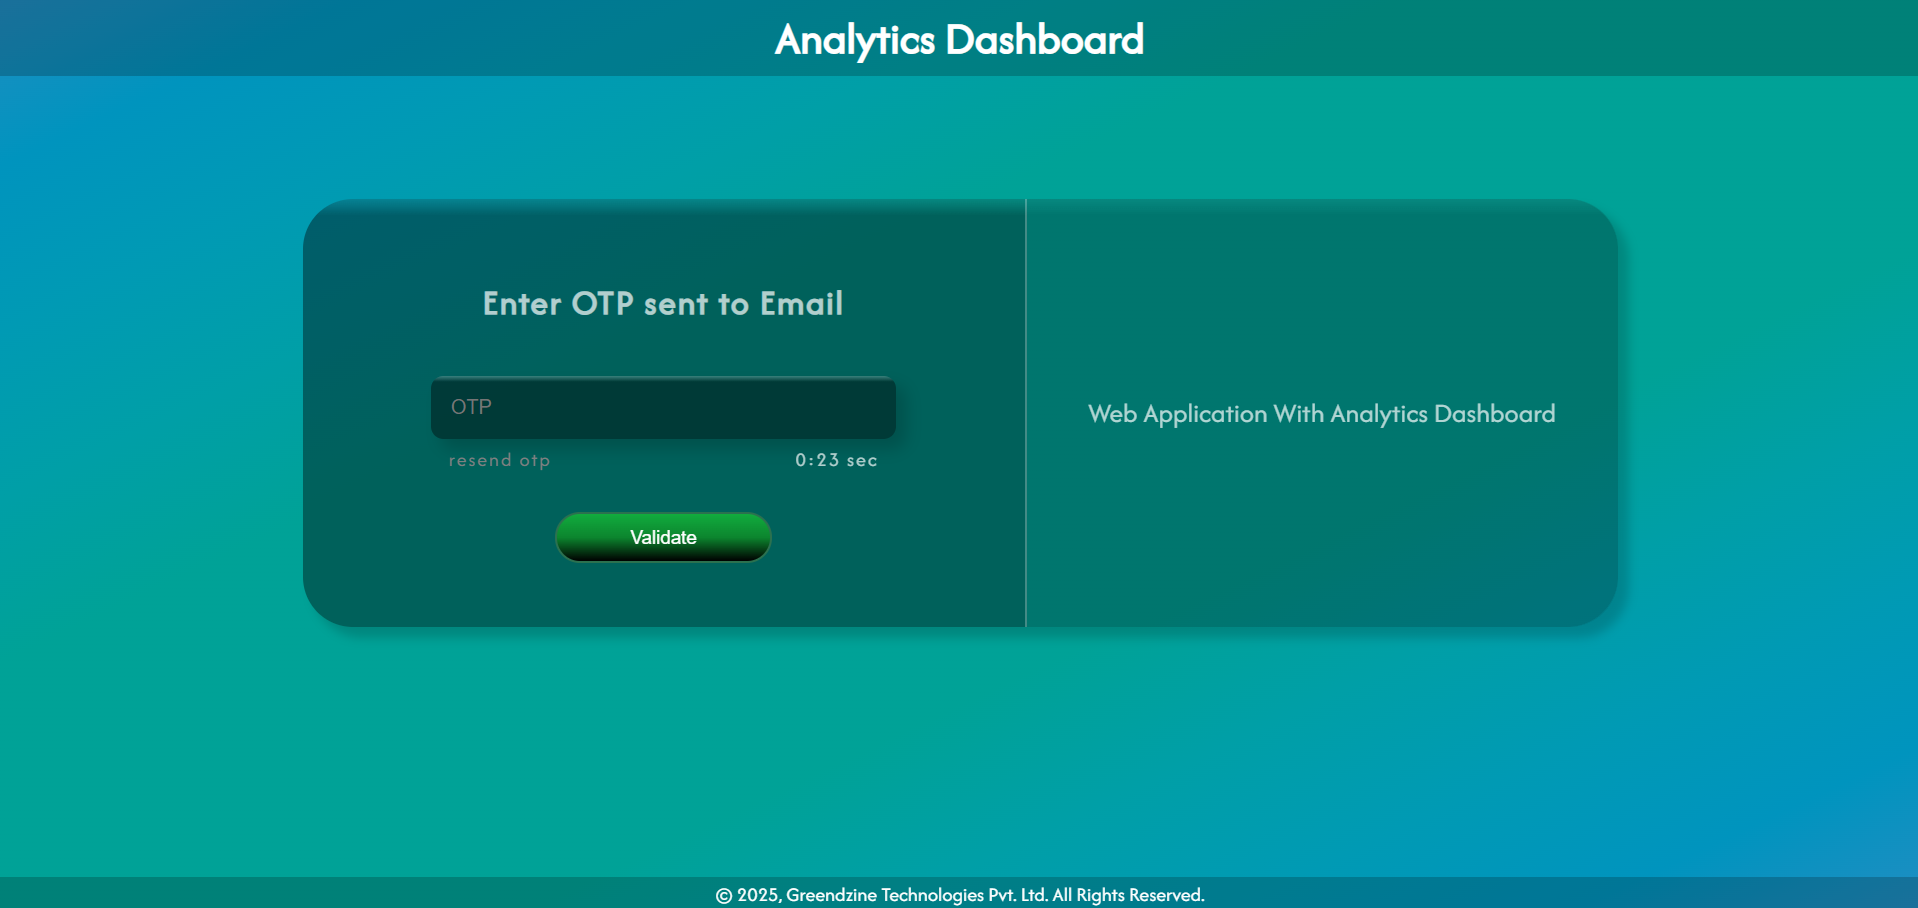 Analytics Dashboard
Enter OTP sent to Email
OTP
resend otp 0:23 sec
Validate
Web Application With Analytics Dashboard
© 2025, Greendzine Technologies Pvt. Ltd. All Rights Reserved.